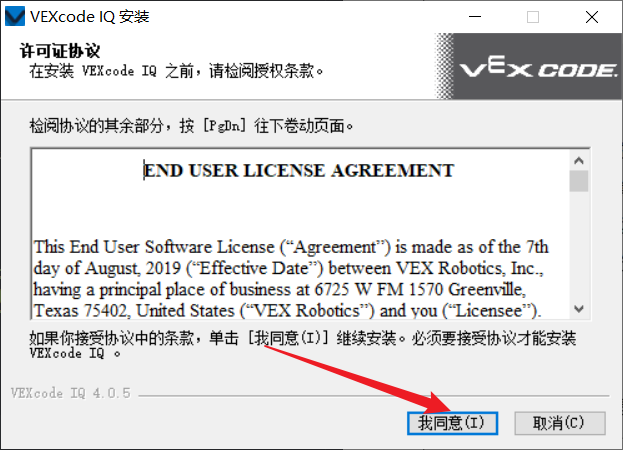 VEXcode IQ 安装
许可证协议
在安装 VEXcode IQ 之前，请检阅授权条款。
VEX CODE.
检阅协议的其余部分，按 [PgDn] 往下卷动页面。
END USER LICENSE AGREEMENT
This End User Software License (“Agreement”) is made as of the 7th
day of August, 2019 (“Effective Date”) between VEX Robotics, Inc.,
having a principal place of business at 6725 W FM 1570 Greenville,
Texas 75402, United States (“VEX Robotics”) and you (“Licensee”).
如果你接受协议中的条款，单击 [我同意(I)] 继续安装。必须要接受协议才能安装
VEXcode IQ 。
VEXcode IQ 4.0.5
我同意(I)
取消(C)